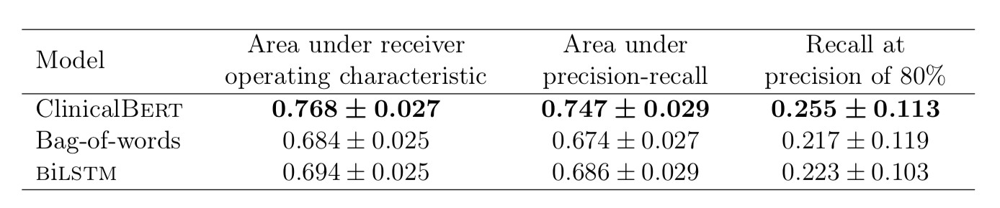 Model Area under receiver operating characteristic Area under precision-recall Recall at precision of 80%
ClinicalBERT 0.768 ± 0.027 0.747 ± 0.029 0.255 ± 0.113
Bag-of-words 0.684 ± 0.025 0.674 ± 0.027 0.217 ± 0.119
BiLSTM 0.694 ± 0.025 0.686 ± 0.029 0.223 ± 0.103